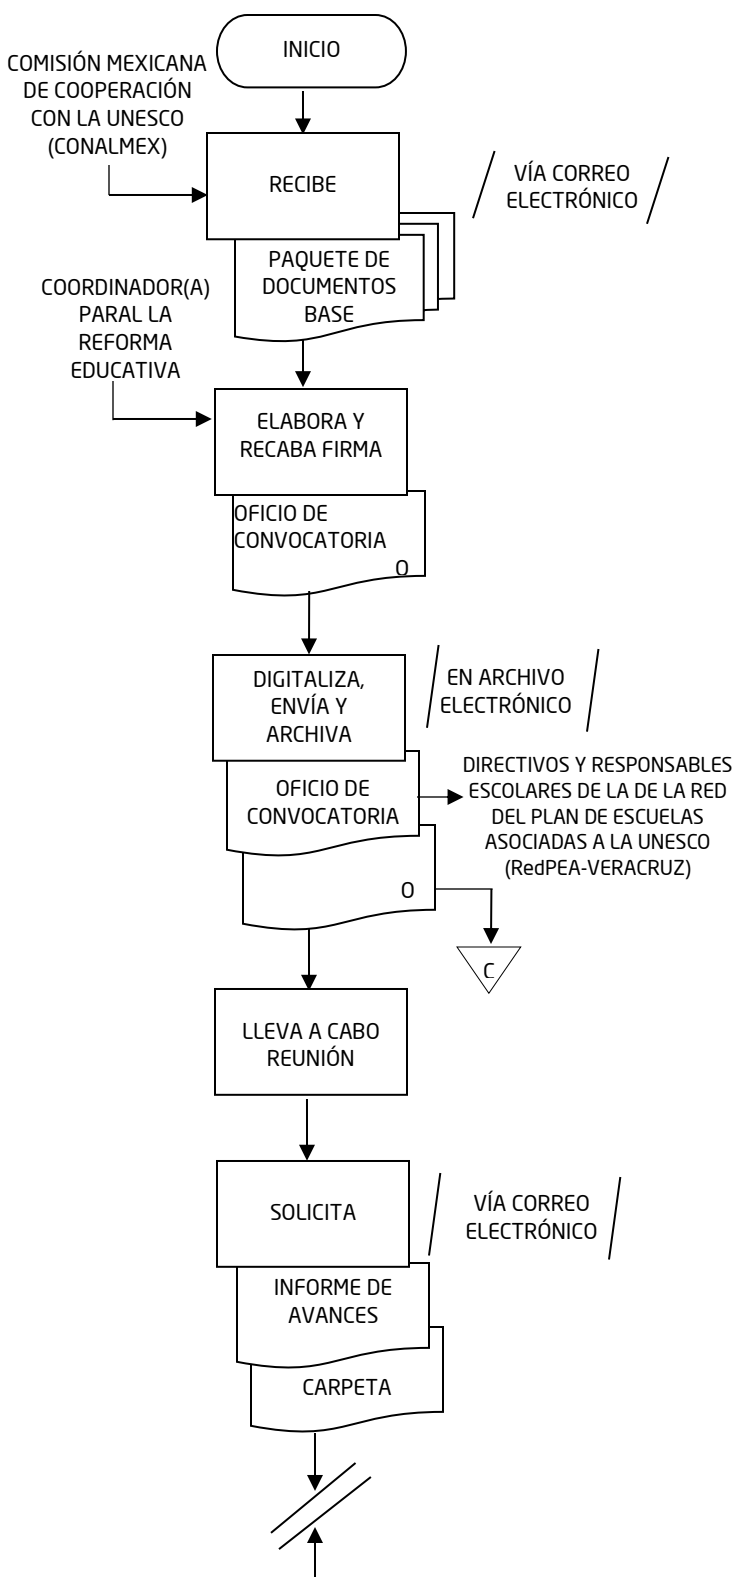 INICIO
COMISIÓN MEXICANA
DE COOPERACIÓN
CON LA UNESCO
(CONALMEX)
RECIBE
VÍA CORREO
ELECTRÓNICO
PAQUETE DE
DOCUMENTOS
BASE
COORDINADOR(A)
PARAL LA
REFORMA
EDUCATIVA
ELABORA Y
RECABA FIRMA
OFICIO DE
CONVOCATORIA
O
DIGITALIZA,
ENVÍA Y
ARCHIVA
EN ARCHIVO
ELECTRÓNICO
OFICIO DE
CONVOCATORIA
DIRECTIVOS Y RESPONSABLES
ESCOLARES DE LA DE LA RED
DEL PLAN DE ESCUELAS
ASOCIADAS A LA UNESCO
(RedPEA-VERACRUZ)
O
C
LLEVA A CABO
REUNIÓN
SOLICITA
VÍA CORREO
ELECTRÓNICO
INFORME DE
AVANCES
CARPETA